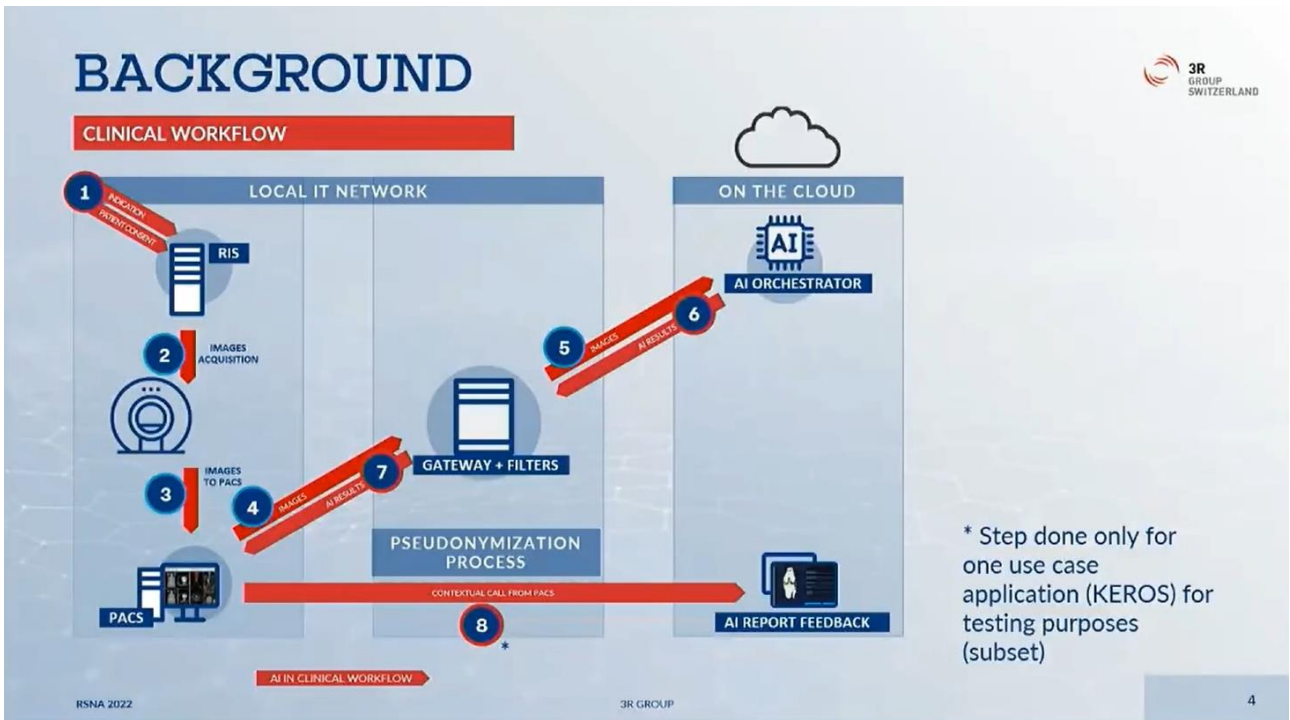 BACKGROUND
3R
GROUP
SWITZERLAND
CLINICAL WORKFLOW
LOCAL IT NETWORK
ON THE CLOUD
1
INDICATION
PATIENT CONSENT
RIS
AI
AI ORCHESTRATOR
2
IMAGES
ACQUISITION
5
IMAGES
AI RESULTS
6
3
IMAGES
TO PACS
4
IMAGES
AI RESULTS
7
GATEWAY + FILTERS
PSEUDONYMIZATION
PROCESS
PACS
CONTEXTUAL CALL FROM PACS
8
*
AI REPORT FEEDBACK
* Step done only for
one use case
application (KEROS) for
testing purposes
(subset)
AI IN CLINICAL WORKFLOW
RSNA 2022
3R GROUP
4